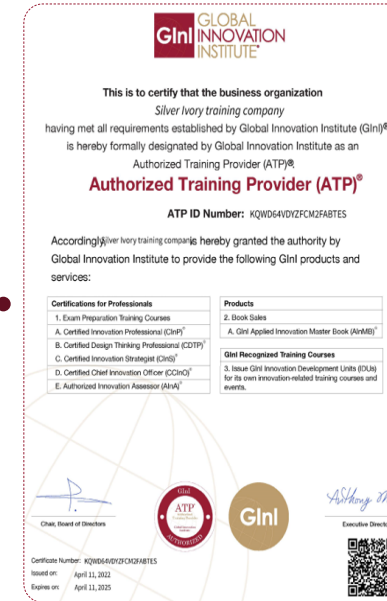 GInI
GLOBAL
INNOVATION
INSTITUTE
This is to certify that the business organization
Silver Ivory training company
having met all requirements established by Global Innovation Institute (GInI)®
is hereby formally designated by Global Innovation Institute as an
Authorized Training Provider (ATP)®.
Authorized Training Provider (ATP)®
ATP ID Number: KQWD64VDYZFCM2FABTES
Accordingly, Silver Ivory training company is hereby granted the authority by
Global Innovation Institute to provide the following GInI products and
services:
Certifications for Professionals
1. Exam Preparation Training Courses
A. Certified Innovation Professional (CInP)®
B. Certified Design Thinking Professional (CDTP)®
C. Certified Innovation Strategist (CInS)®
D. Certified Chief Innovation Officer (CCInO)®
E. Authorized Innovation Assessor (AInA)®
Products
2. Book Sales
A. GInI Applied Innovation Master Book (AInMB)®
GInI Recognized Training Courses
3. Issue GInI Innovation Development Units (IDUs)
for its own innovation-related training courses and
events.
Chair, Board of Directors
GInI
ATP
AUTHORIZED
GInI
Anthony
Executive
Certificate Number: KQWD64VDYZFCM2FABTES
Issued on: April 11, 2022
Expires on: April 11, 2025